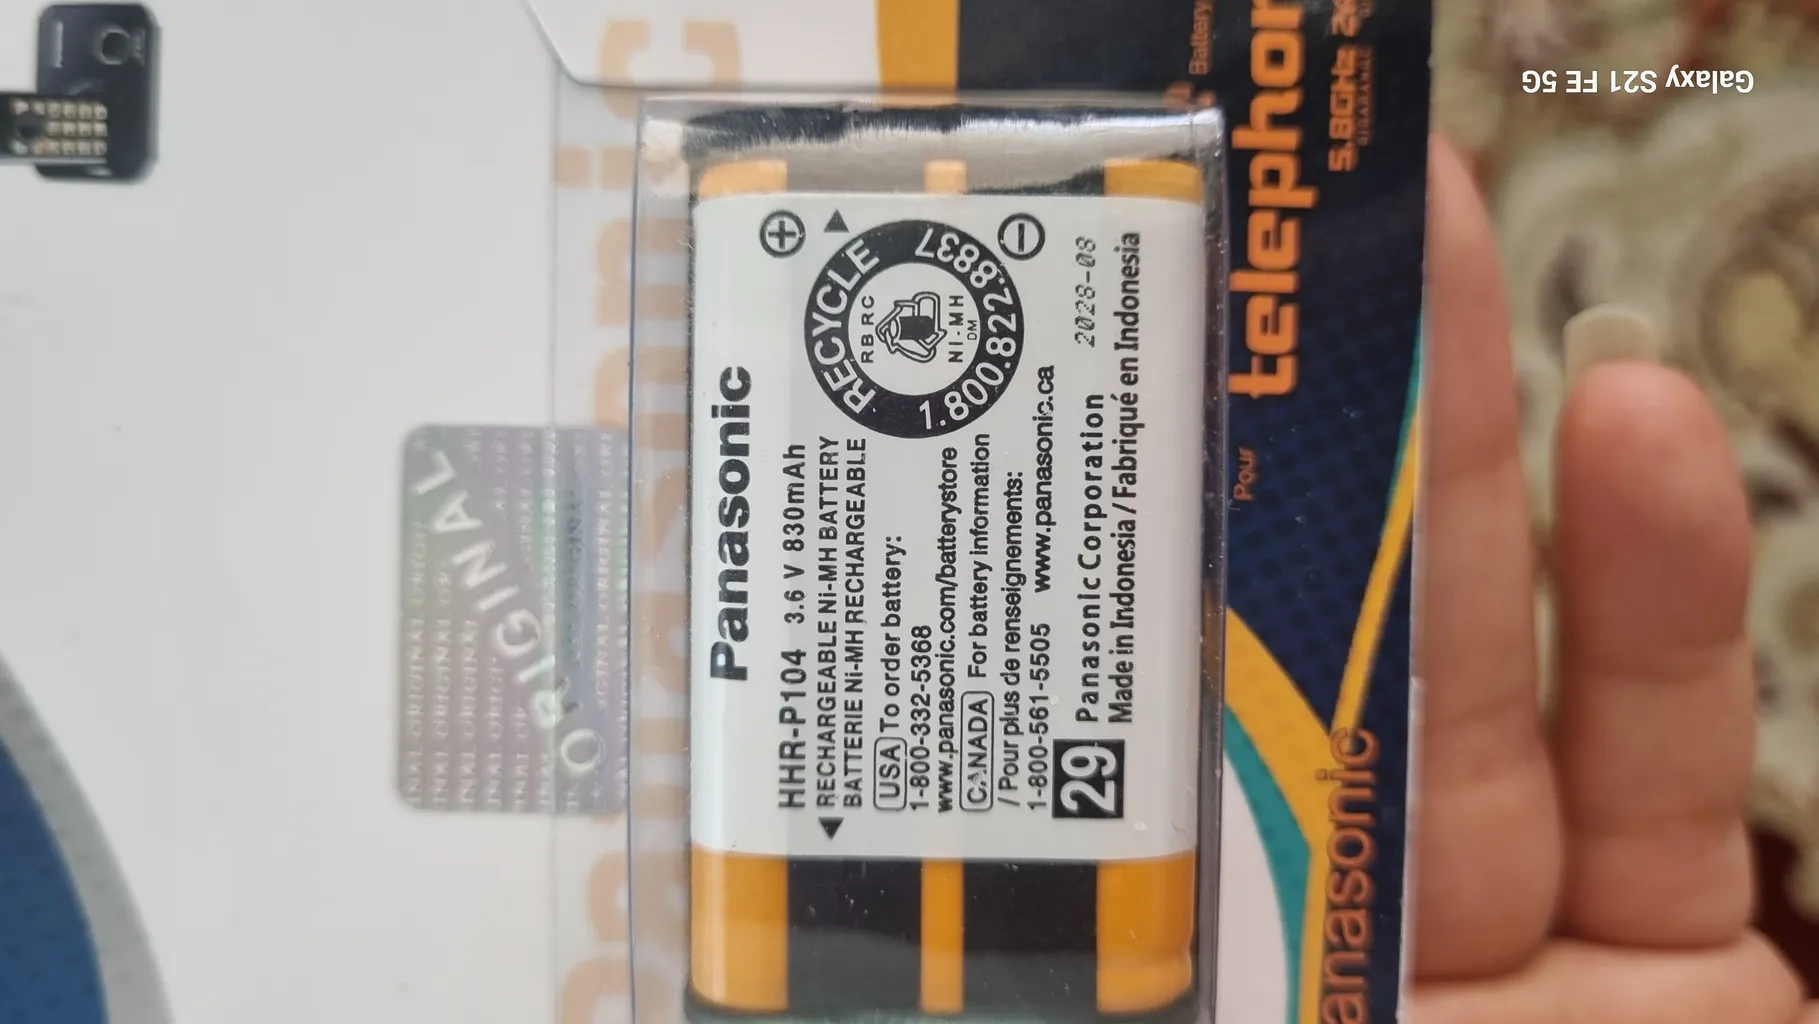 Panasonic
HHR-P104 3.6 V 830mAh
RECHARGEABLE Ni-MH BATTERY
BATTERIE Ni-MH RECHARGEABLE
USA To order battery:
1-800-332-5368
www.panasonic.com/batterystore
CANADA For battery information
/ Pour plus de renseignements:
1-800-561-5505 www.panasonic.ca
29 Panasonic Corporation 2028-08
Made in Indonesia / Fabriqué en Indonesia
RECYCLE
1.800.822.8837
RBRC
NI-MH
DM
ORIGINAL
Panasonic
Battery
Pour
5.8GHz
Panasonic
Galaxy S21 FE 5G